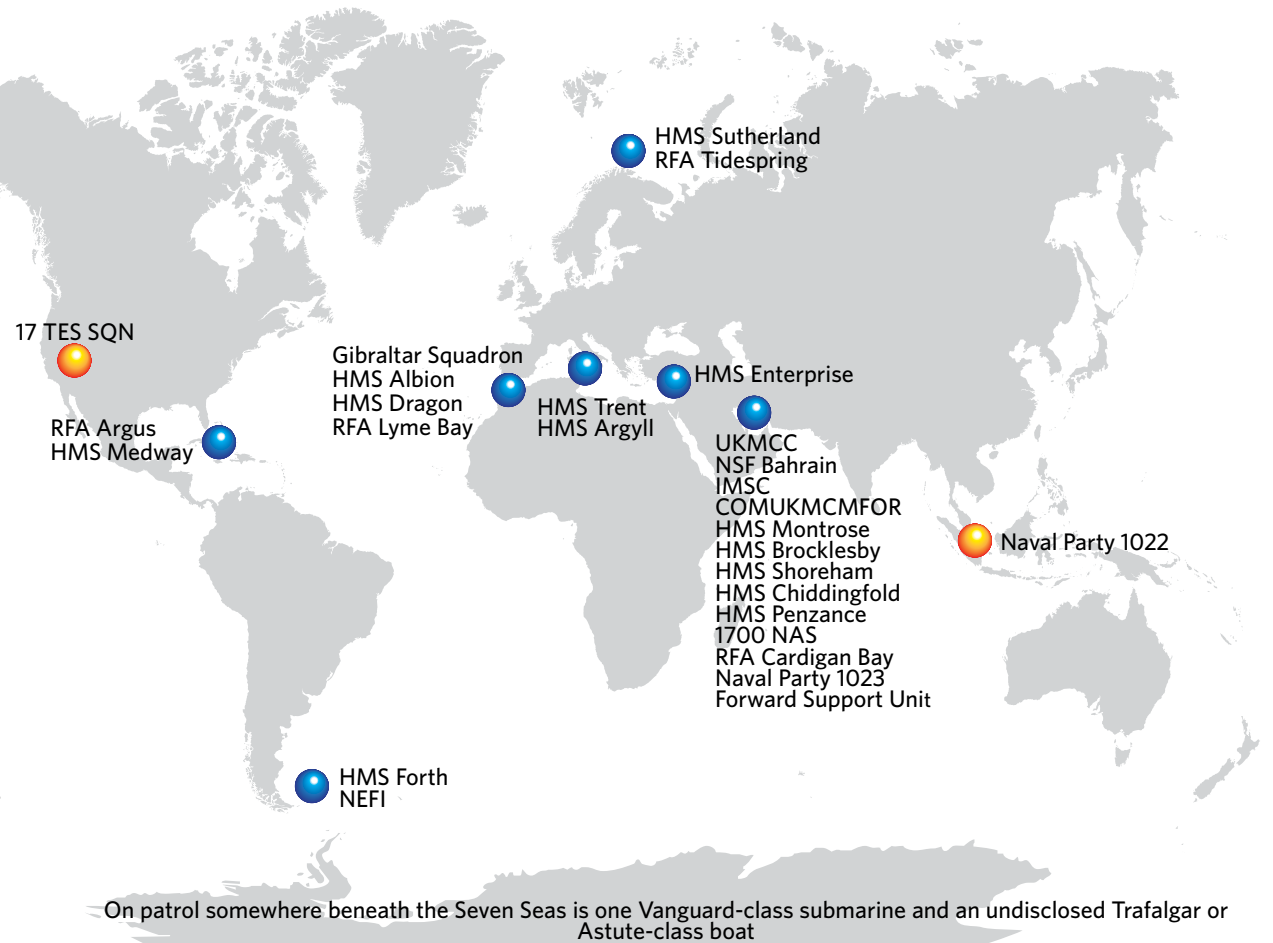 HMS Sutherland
RFA Tidespring
17 TES SQN
Gibraltar Squadron
HMS Albion
HMS Dragon
RFA Lyme Bay
HMS Trent
HMS Argyll
HMS Enterprise
RFA Argus
HMS Medway
UKMCC
NSF Bahrain
IMSC
COMUKMCMFOR
HMS Montrose
HMS Brocklesby
HMS Shoreham
HMS Chiddingfold
HMS Penzance
1700 NAS
RFA Cardigan Bay
Naval Party 1023
Forward Support Unit
Naval Party 1022
HMS Forth
NEFI
On patrol somewhere beneath the Seven Seas is one Vanguard-class submarine and an undisclosed Trafalgar or
Astute-class boat